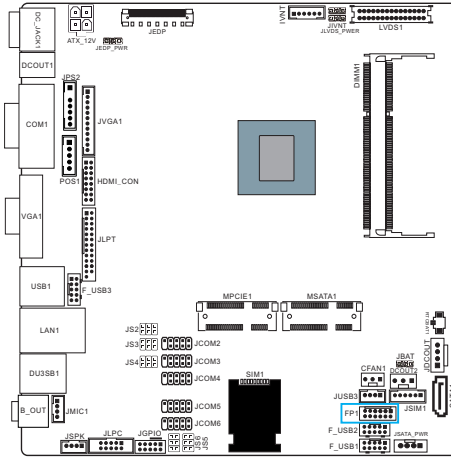 DC_JACK1
ATX_12V
JEDP_PWR
JEDP
IVNT
JIVNT
JLVDS_PWER
LVDS1
DCOUT1
JPS2
DIMM1
COM1
JVGA1
POS1
HDMI_CON
VGA1
JLPT
USB1
F_USB3
MPCIE1
MSATA1
LAN1
JS2
JS3
JCOM2
JS4
JCOM3
JBAT
JDCOUT
CFAN1
DCOUT2
DU3SB1
JCOM4
SIM1
JUSB3
JSIM1
B_OUT
JMIC1
JCOM5
FP1
JCOM6
F_USB2
JSPK
JLPC
JGPIO
JS6
JS5
F_USB1
JSATA_PWR